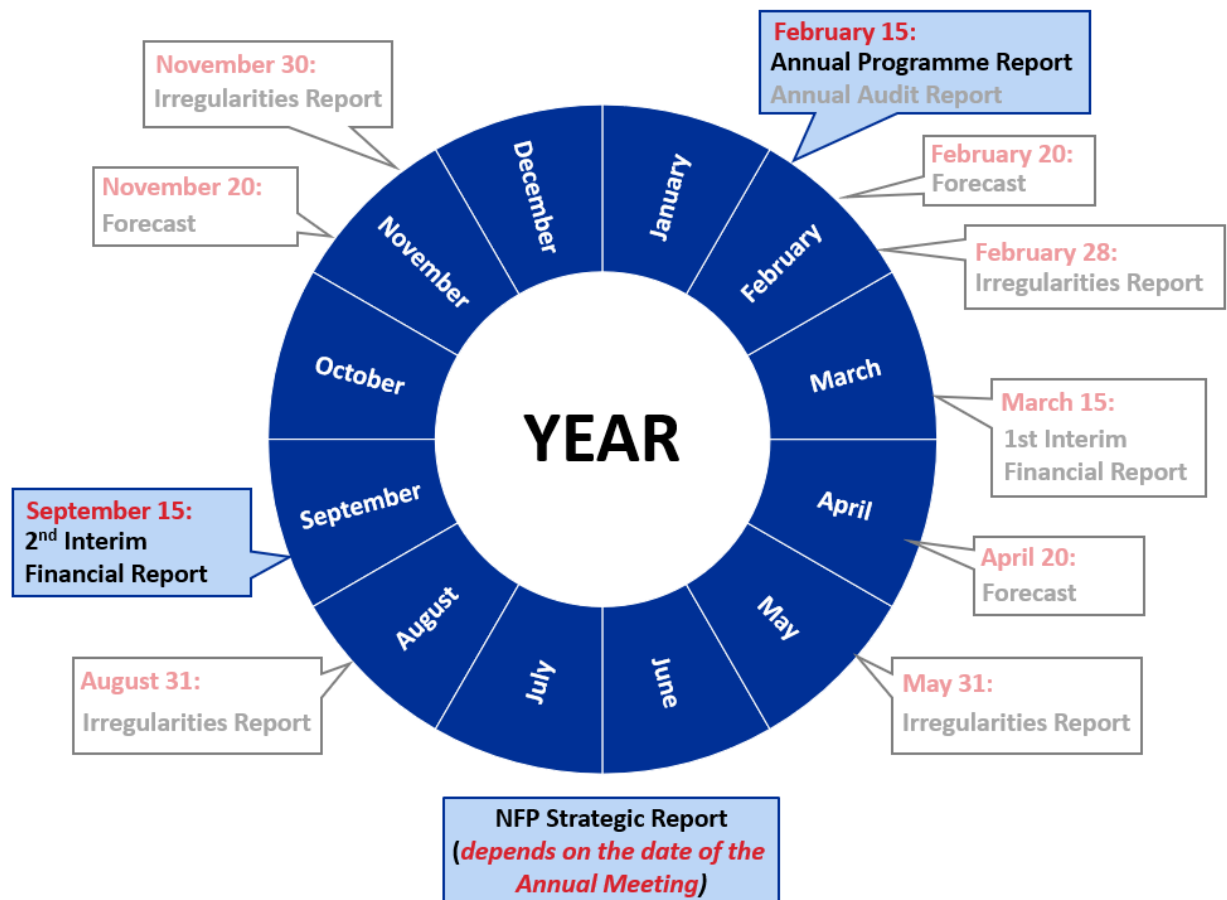 February 15:
Annual Programme Report
Annual Audit Report
November 30:
Irregularities Report
February 20:
Forecast
November 20:
Forecast
February 28:
Irregularities Report
December
January
November
February
October
March
YEAR
March 15:
1st Interim
Financial Report
September
April
September 15:
2nd Interim
Financial Report
April 20:
Forecast
August
May
July
June
August 31:
Irregularities Report
May 31:
Irregularities Report
NFP Strategic Report
(depends on the date of the
Annual Meeting)